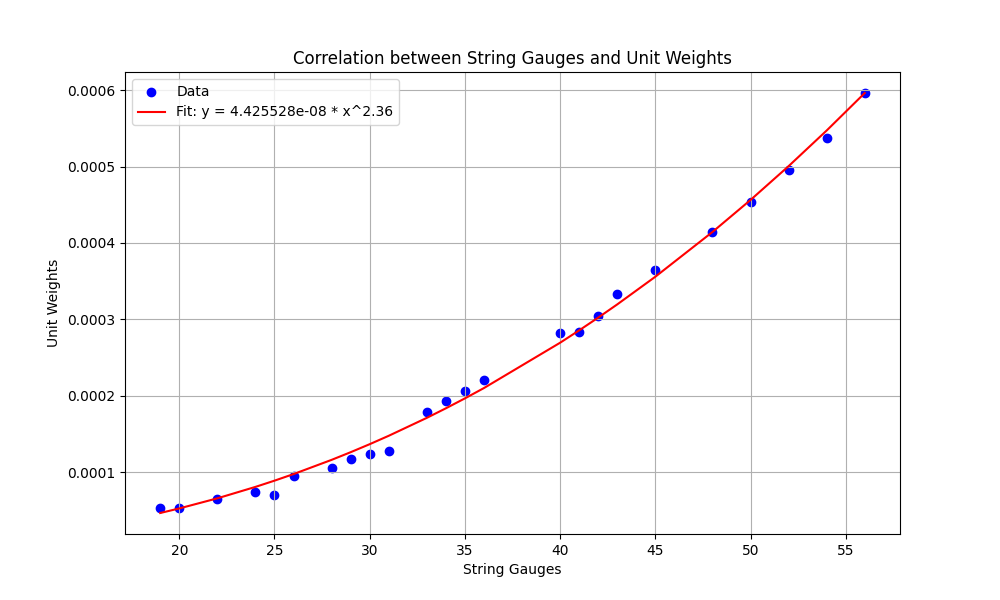 Correlation between String Gauges and Unit Weights
Data
Fit: y = 4.425528e-08 * x^2.36
0.0006
0.0005
0.0004
0.0003
0.0002
0.0001
Unit Weights
20
25
30
35
40
45
50
55
String Gauges